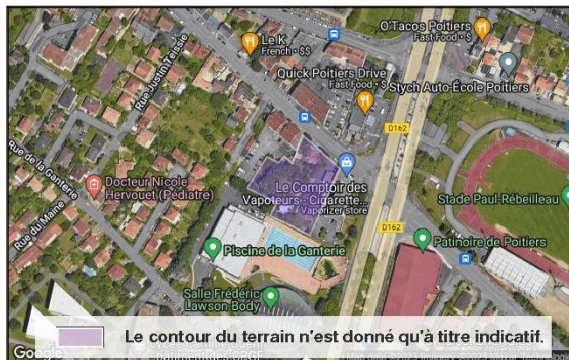 O'Tacos Poitiers
Fast Food • $
Le K
French • $$
Rue Justin Teissie
Quick Poitiers Drive
Fast Food • $
Stych Auto-École Poitiers
D162
Rue de la Ganterie
Docteur Nicole
Hervouet (Pédiatre)
Rue du Maine
Le Comptoir des
Vapoteurs - Cigarette...
Vaporizer store
Stade Paul-Rébeilleau
D162
Patinoire de Poitiers
Piscine de la Ganterie
Salle Frédéric
Lawson Body
Le contour du terrain n'est donné qu'à titre indicatif.
Google